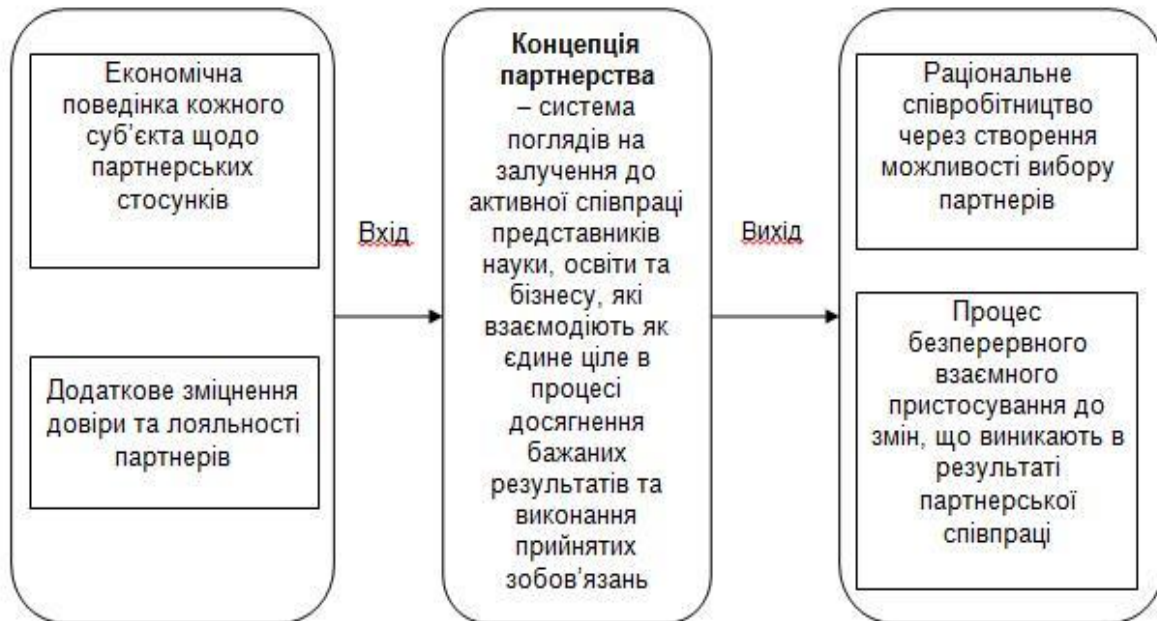 Економічна
поведінка кожного
суб’єкта щодо
партнерських
стосунків
Додаткове зміцнення
довіри та лояльності
партнерів
Вхід
Концепція
партнерства
– система
поглядів на
залучення до
активної співпраці
представників
науки, освіти та
бізнесу, які
взаємодіють як
єдине ціле в
процесі
досягнення
бажаних
результатів та
виконання
прийнятих
зобов’язань
Вихід
Раціональне
співробітництво
через створення
можливості вибору
партнерів
Процес
безперервного
взаємного
пристосування до
змін, що виникають в
результаті
партнерської
співпраці